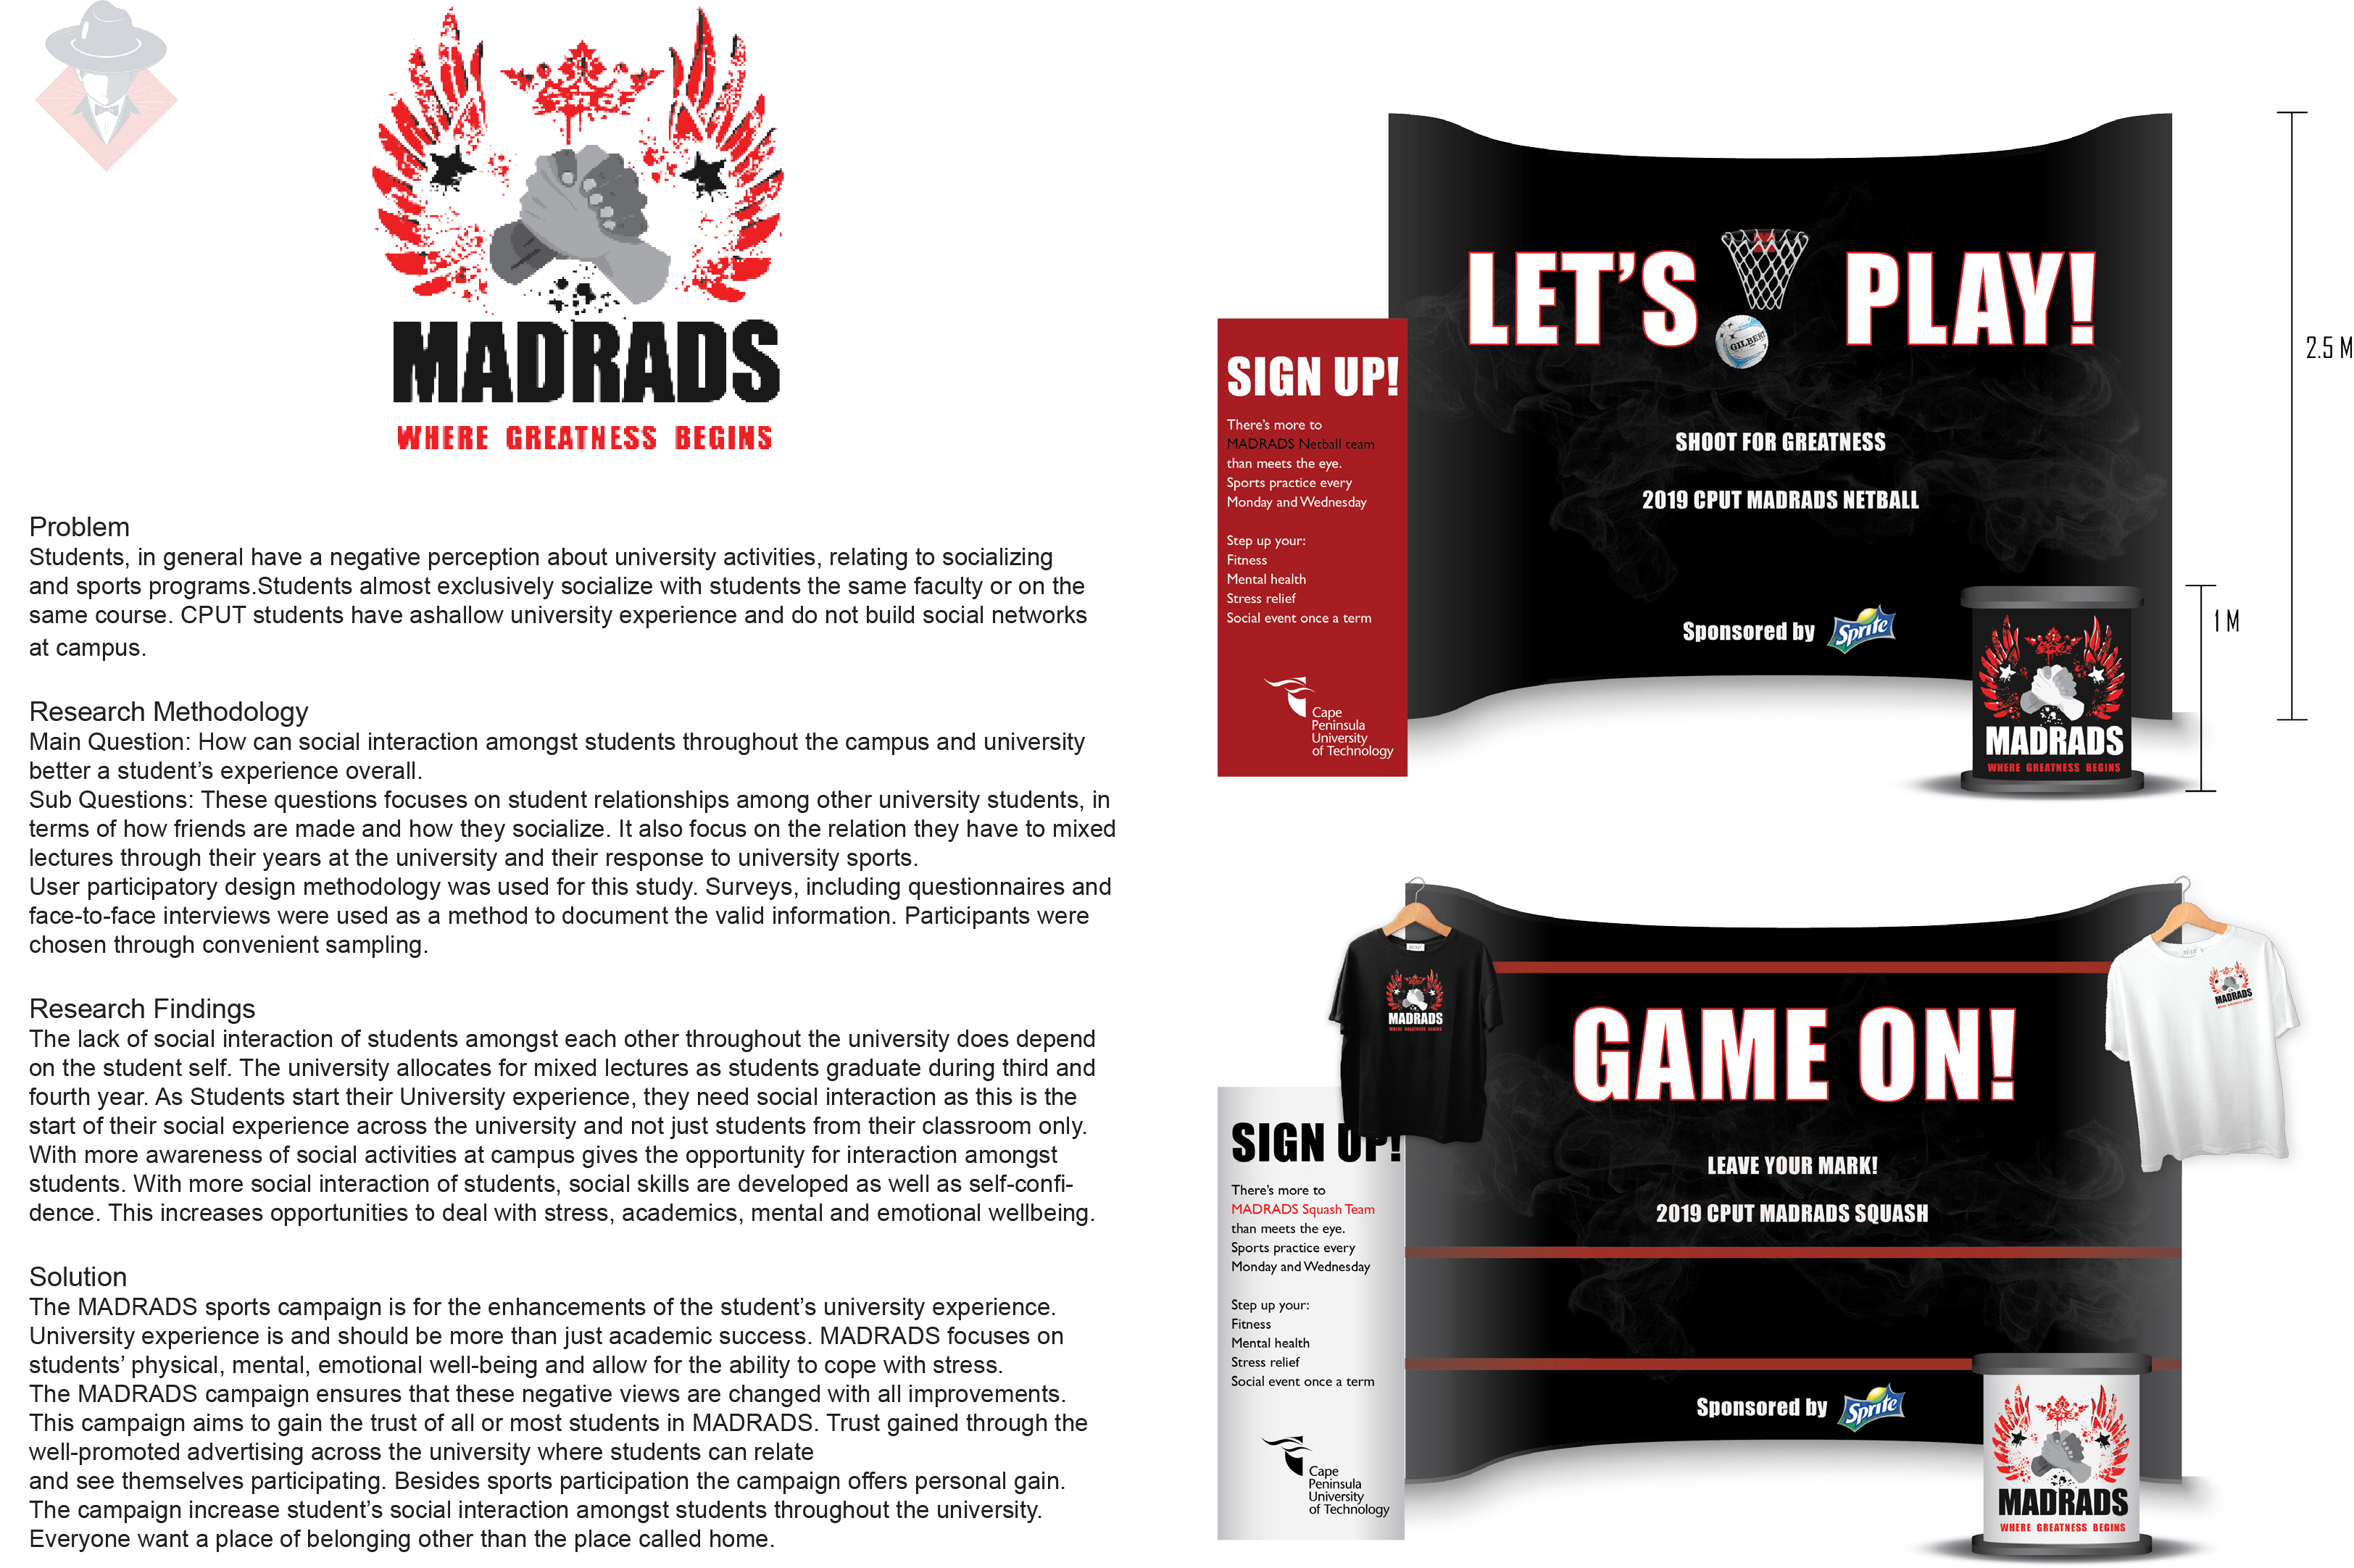 MADRADS
WHERE GREATNESS BEGINS
Problem
Students, in general have a negative perception about university activities, relating to socializing
and sports programs.Students almost exclusively socialize with students the same faculty or on the
same course. CPUT students have ashallow university experience and do not build social networks
at campus.
Research Methodology
Main Question: How can social interaction amongst students throughout the campus and university
better a student’s experience overall.
Sub Questions: These questions focuses on student relationships among other university students, in
terms of how friends are made and how they socialize. It also focus on the relation they have to mixed
lectures through their years at the university and their response to university sports.
User participatory design methodology was used for this study. Surveys, including questionnaires and
face-to-face interviews were used as a method to document the valid information. Participants were
chosen through convenient sampling.
Research Findings
The lack of social interaction of students amongst each other throughout the university does depend
on the student self. The university allocates for mixed lectures as students graduate during third and
fourth year. As Students start their University experience, they need social interaction as this is the
start of their social experience across the university and not just students from their classroom only.
With more awareness of social activities at campus gives the opportunity for interaction amongst
students. With more social interaction of students, social skills are developed as well as self-confi-
dence. This increases opportunities to deal with stress, academics, mental and emotional wellbeing.
Solution
The MADRADS sports campaign is for the enhancements of the student’s university experience.
University experience is and should be more than just academic success. MADRADS focuses on
students’ physical, mental, emotional well-being and allow for the ability to cope with stress.
The MADRADS campaign ensures that these negative views are changed with all improvements.
This campaign aims to gain the trust of all or most students in MADRADS. Trust gained through the
well-promoted advertising across the university where students can relate
and see themselves participating. Besides sports participation the campaign offers personal gain.
The campaign increase student’s social interaction amongst students throughout the university.
Everyone want a place of belonging other than the place called home.
LET’S PLAY!
GILBERT
SHOOT FOR GREATNESS
2019 CPUT MADRADS NETBALL
Sponsored by Sprite
SIGN UP!
There’s more to
MADRADS Netball team
than meets the eye.
Sports practice every
Monday and Wednesday
Step up your:
Fitness
Mental health
Stress relief
Social event once a term
Cape
Peninsula
University
of Technology
MADRADS
WHERE GREATNESS BEGINS
1 M
2.5 M
MADRADS
WHERE GREATNESS BEGINS
MADRADS
GAME ON!
LEAVE YOUR MARK!
2019 CPUT MADRADS SQUASH
Sponsored by Sprite
SIGN UP!
There’s more to
MADRADS Squash Team
than meets the eye.
Sports practice every
Monday and Wednesday
Step up your:
Fitness
Mental health
Stress relief
Social event once a term
Cape
Peninsula
University
of Technology
MADRADS
WHERE GREATNESS BEGINS